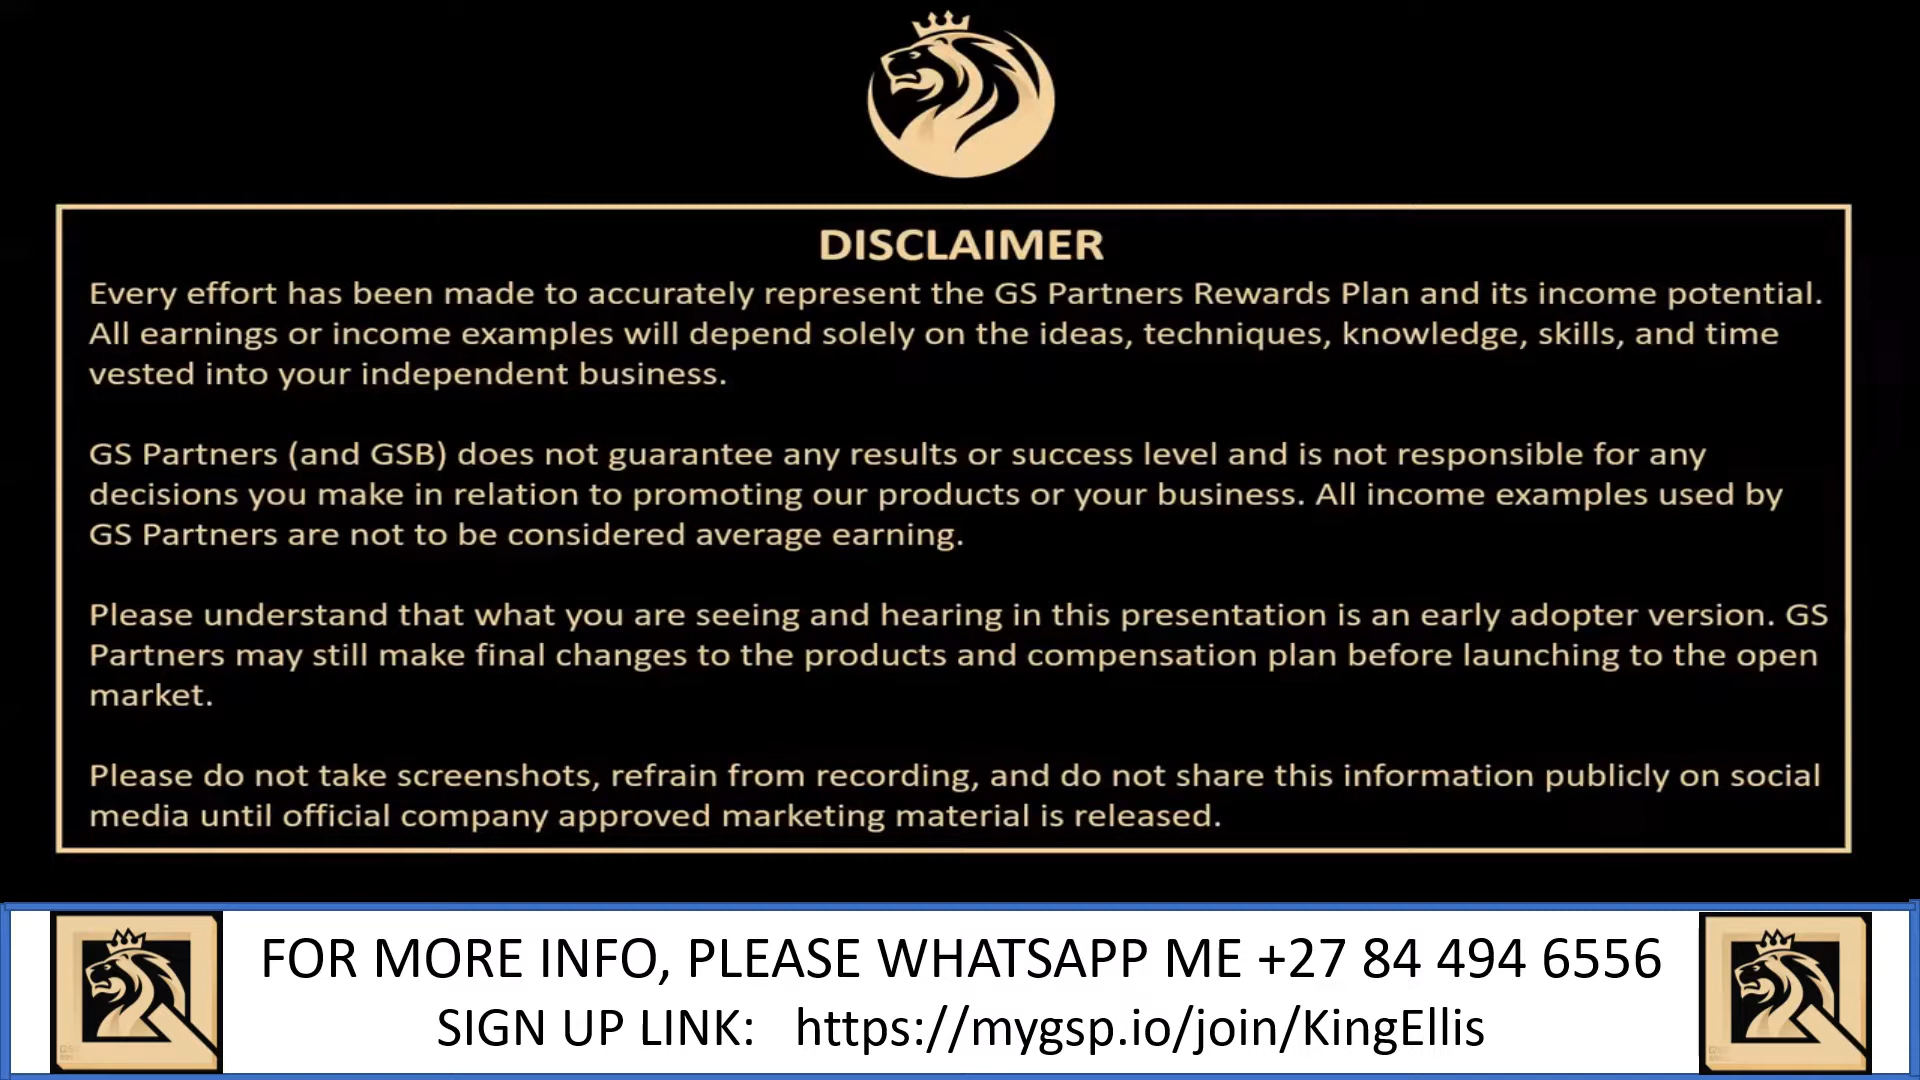 DISCLAIMER
Every effort has been made to accurately represent the GS Partners Rewards Plan and its income potential.
All earnings or income examples will depend solely on the ideas, techniques, knowledge, skills, and time
vested into your independent business.
GS Partners (and GSB) does not guarantee any results or success level and is not responsible for any
decisions you make in relation to promoting our products or your business. All income examples used by
GS Partners are not to be considered average earning.
Please understand that what you are seeing and hearing in this presentation is an early adopter version. GS
Partners may still make final changes to the products and compensation plan before launching to the open
market.
Please do not take screenshots, refrain from recording, and do not share this information publicly on social
media until official company approved marketing material is released.
FOR MORE INFO, PLEASE WHATSAPP ME +27 84 494 6556
SIGN UP LINK: https://mygsp.io/join/KingEllis